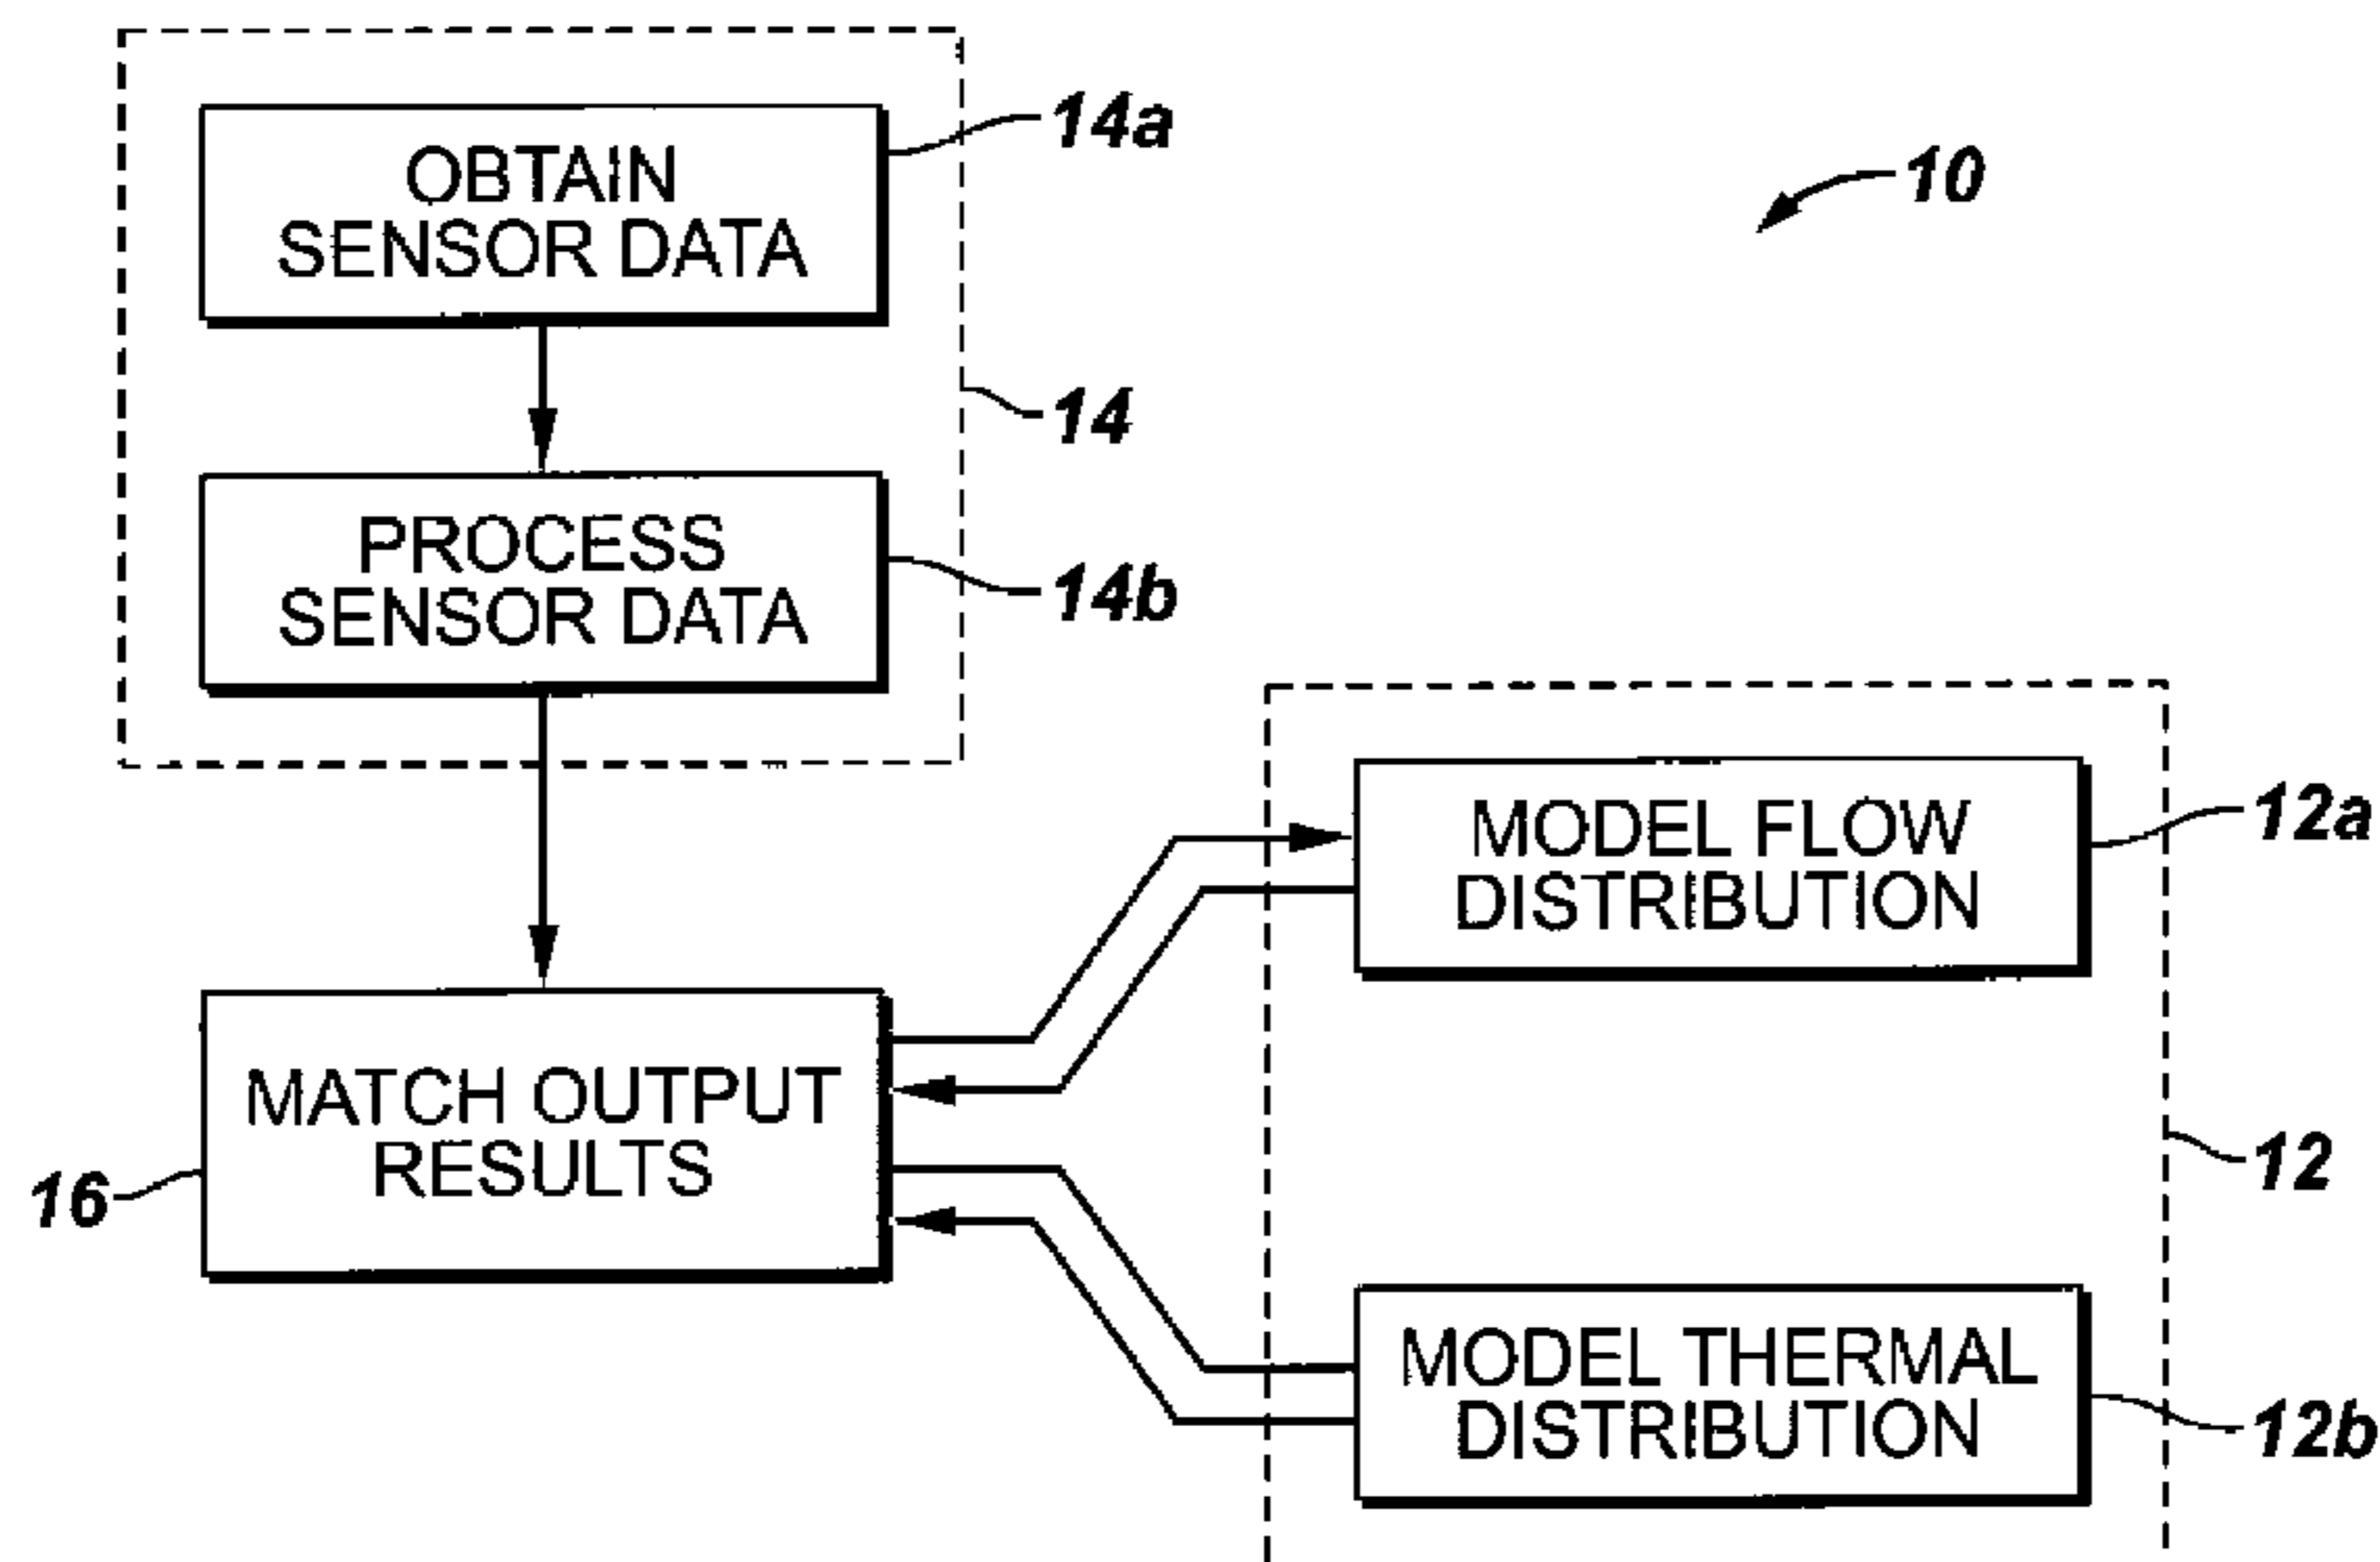 OBTAIN
SENSOR DATA
14a
10
14
PROCESS
SENSOR DATA
14b
MODEL FLOW
DISTRIBUTION
12a
MATCH OUTPUT
RESULTS
16
12
MODEL THERMAL
DISTRIBUTION
12b